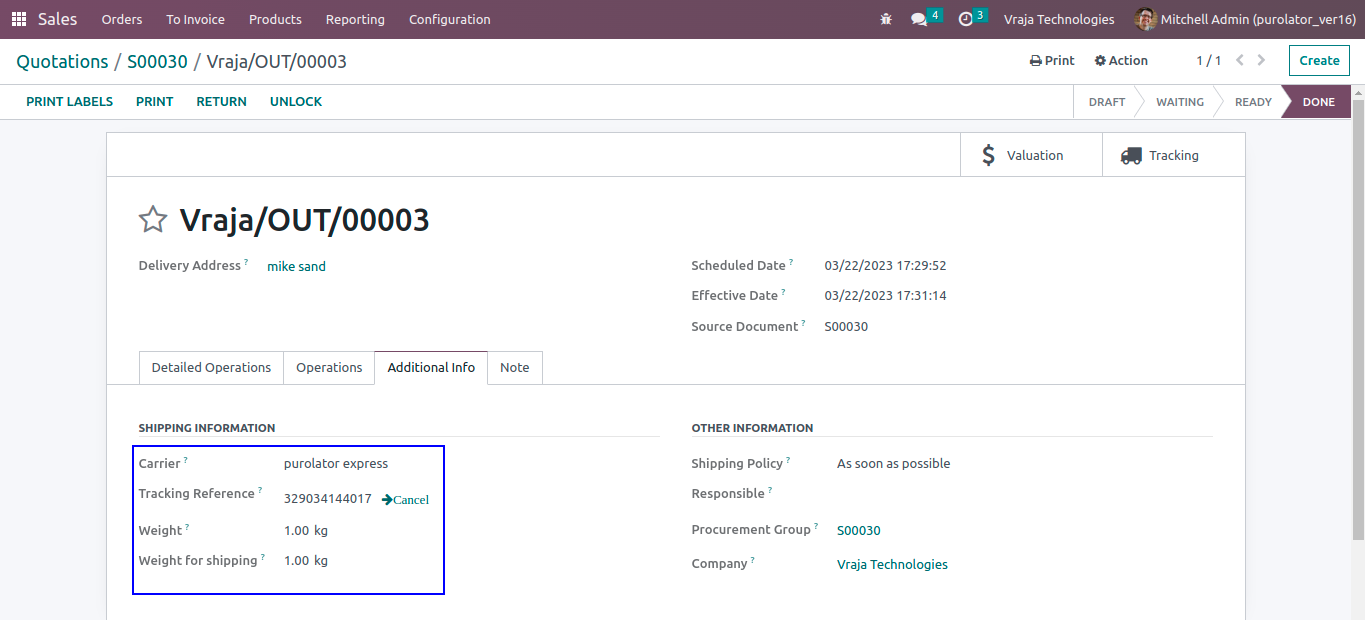 Sales Orders To Invoice Products Reporting Configuration 4 3 Vraja Technologies Mitchell Admin (purolator_ver16)
Quotations / S00030 / Vraja/OUT/00003 Print Action 1 / 1 Create
PRINT LABELS PRINT RETURN UNLOCK DRAFT WAITING READY DONE
$ Valuation Tracking
Vraja/OUT/00003
Delivery Address ? mike sand Scheduled Date ? 03/22/2023 17:29:52
Effective Date ? 03/22/2023 17:31:14
Source Document ? S00030
Detailed Operations Operations Additional Info Note
SHIPPING INFORMATION OTHER INFORMATION
Carrier ? purolator express Shipping Policy ? As soon as possible
Tracking Reference ? 329034144017 Cancel Responsible ?
Weight ? 1.00 kg Procurement Group ? S00030
Weight for shipping ? 1.00 kg Company ? Vraja Technologies